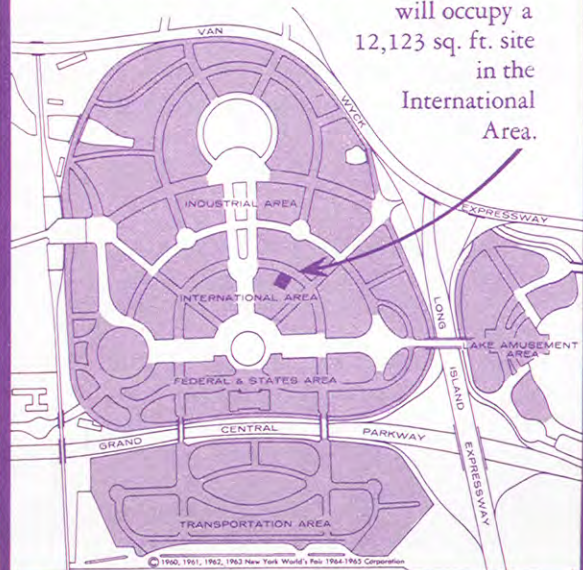 will occupy a
12,123 sq. ft. site
in the
International
Area.
VAN
WYCK
EXPRESSWAY
INDUSTRIAL AREA
INTERNATIONAL AREA
LONG
ISLAND
EXPRESSWAY
LAKE AMUSEMENT
AREA
FEDERAL & STATES AREA
GRAND
CENTRAL
PARKWAY
TRANSPORTATION AREA
© 1960, 1961, 1962, 1963 New York World's Fair 1964-1965 Corporation